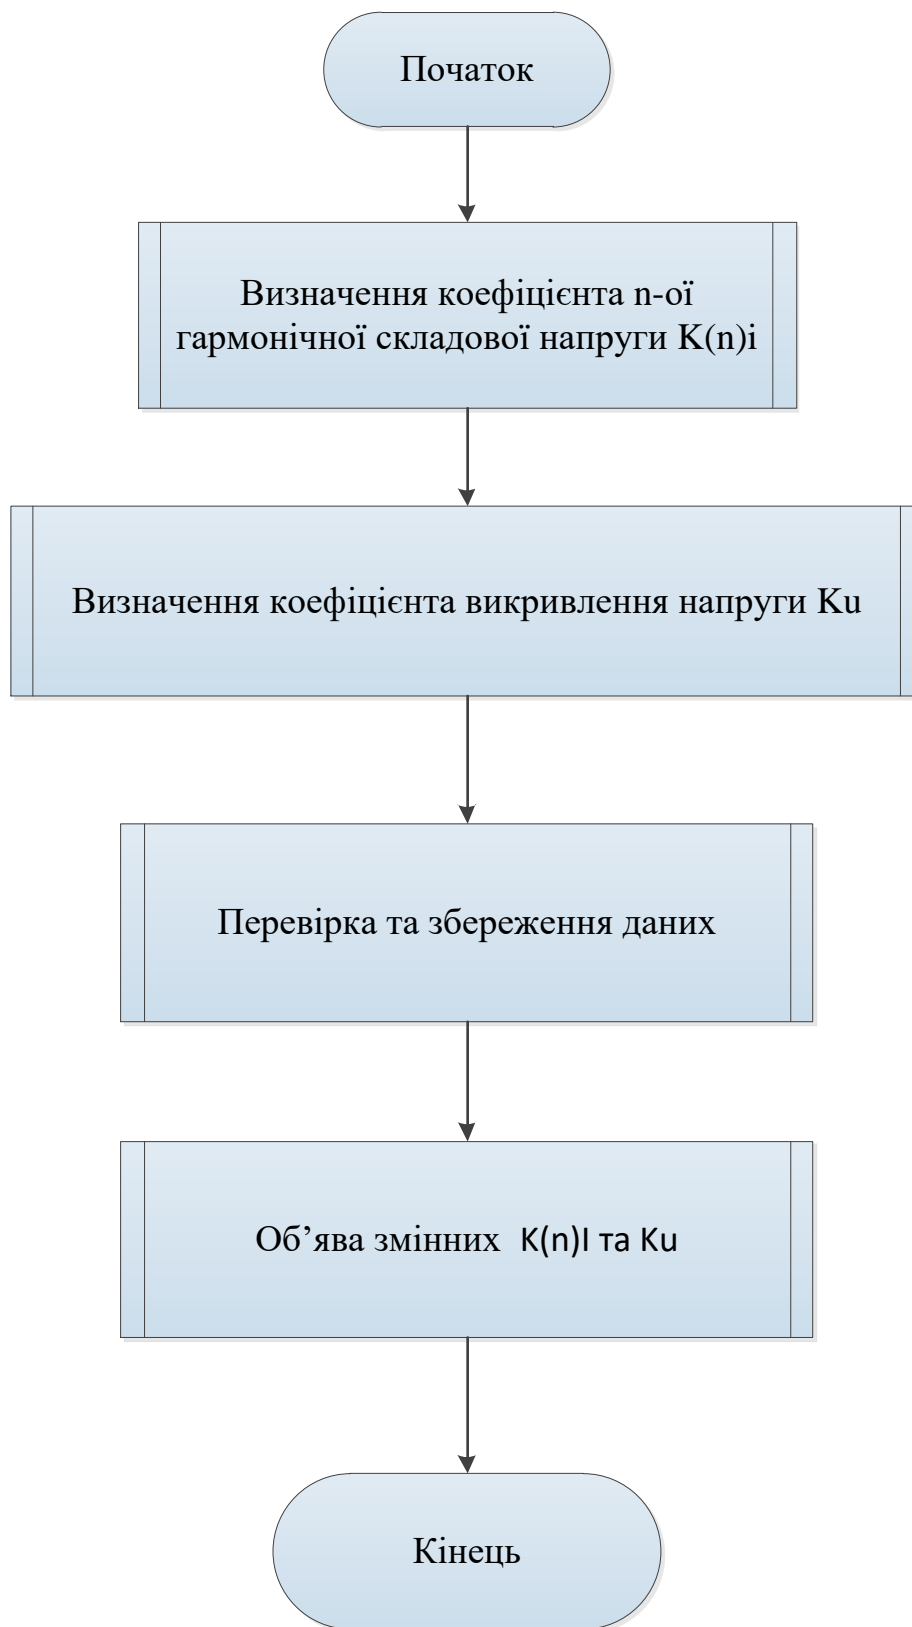 Початок
Визначення коефіцієнта n-ої
гармонічної складової напруги K(n)i
Визначення коефіцієнта викривлення напруги Ku
Перевірка та збереження даних
Об’ява змінних K(n)I та Ku
Кінець